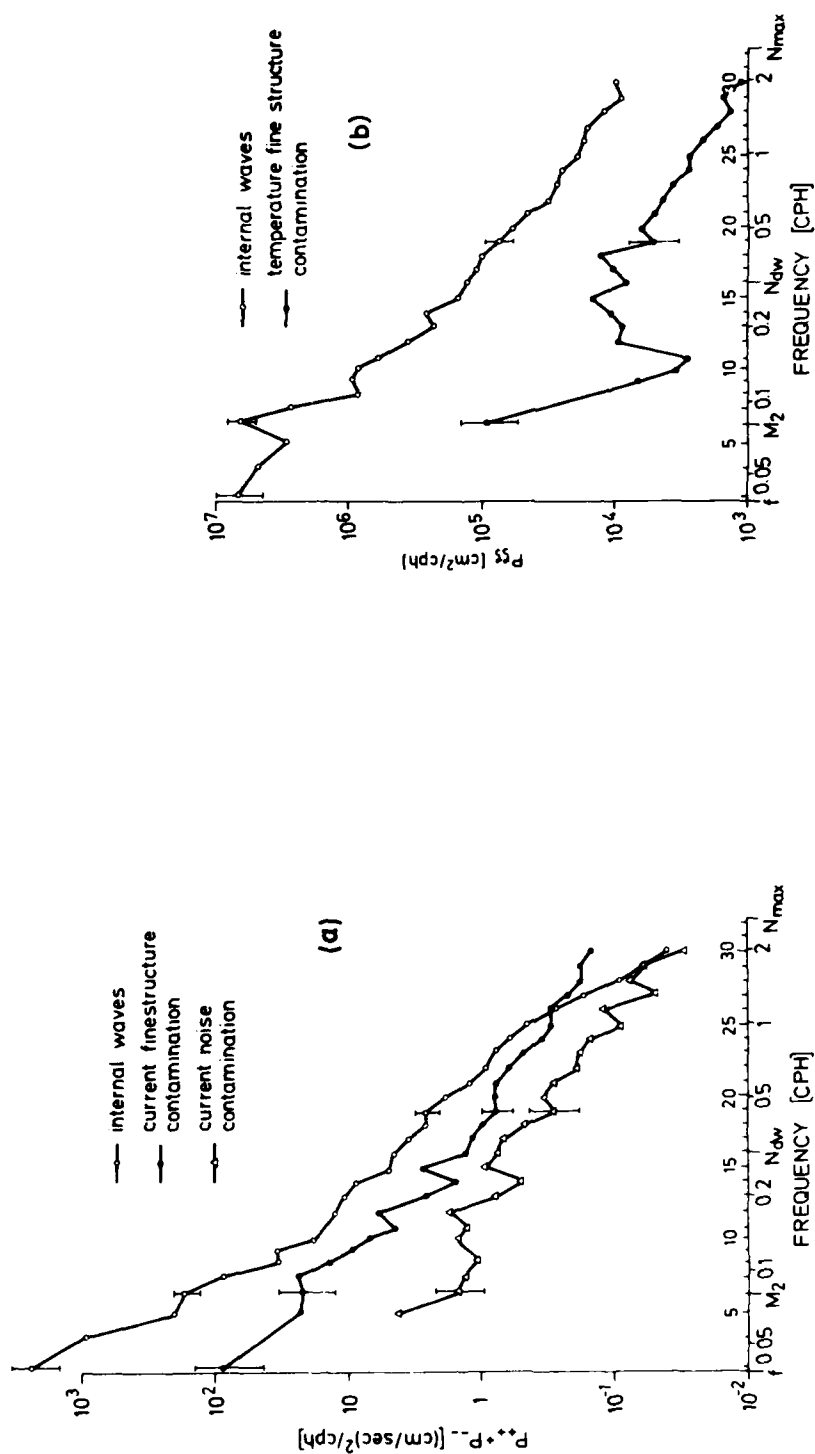 (a)
internal waves
current finestructure
contamination
current noise
contamination
P₊₊ + P₋₋ [(cm/sec)²/cph]
10³
10²
10
1
10⁻¹
10⁻²
5 10 15 20 25 30
f 0.05 M₂ 0.1 0.2 Ndw 0.5 1 2 Nmax
FREQUENCY [CPH]
(b)
internal waves
temperature fine structure
contamination
Pζζ [cm²/cph]
10⁷
10⁶
10⁵
10⁴
10³
5 10 15 20 25 30
f 0.05 M₂ 0.1 0.2 Ndw 0.5 1 2 Nmax
FREQUENCY [CPH]